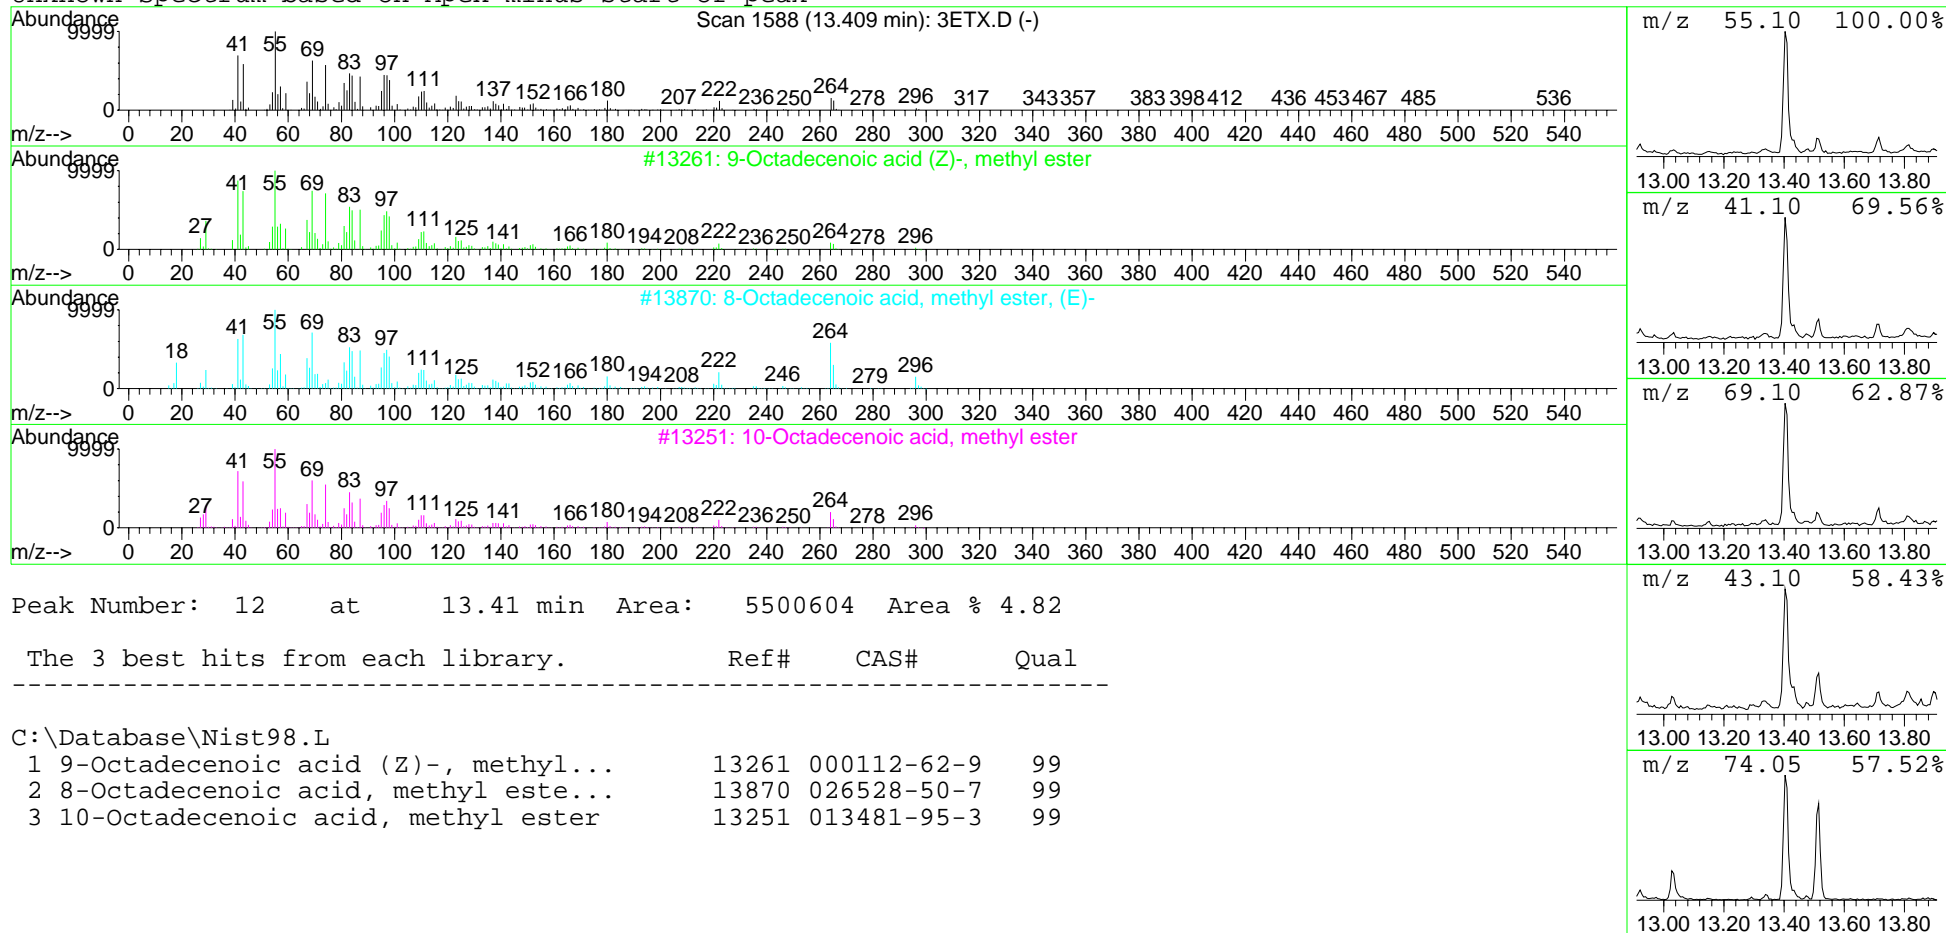 Unknown Spectrum based on Apex minus start of peak
Abundance Scan 1588 (13.409 min): 3ETX.D (-)
9999
41 55 69 83 97 111 137 152 166 180 207 222 236 250 264 278 296 317 343 357 383 398 412 436 453 467 485 536
0
0 20 40 60 80 100 120 140 160 180 200 220 240 260 280 300 320 340 360 380 400 420 440 460 480 500 520 540
m/z-->
Abundance #13261: 9-Octadecenoic acid (Z)-, methyl ester
9999
27 41 55 69 83 97 111 125 141 166 180 194 208 222 236 250 264 278 296
0
0 20 40 60 80 100 120 140 160 180 200 220 240 260 280 300 320 340 360 380 400 420 440 460 480 500 520 540
m/z-->
Abundance #13870: 8-Octadecenoic acid, methyl ester, (E)-
9999
18 41 55 69 83 97 111 125 152 166 180 194 208 222 246 264 279 296
0
0 20 40 60 80 100 120 140 160 180 200 220 240 260 280 300 320 340 360 380 400 420 440 460 480 500 520 540
m/z-->
Abundance #13251: 10-Octadecenoic acid, methyl ester
9999
27 41 55 69 83 97 111 125 141 166 180 194 208 222 236 250 264 278 296
0
0 20 40 60 80 100 120 140 160 180 200 220 240 260 280 300 320 340 360 380 400 420 440 460 480 500 520 540
m/z-->
m/z 55.10 100.00%
13.00 13.20 13.40 13.60 13.80
m/z 41.10 69.56%
13.00 13.20 13.40 13.60 13.80
m/z 69.10 62.87%
13.00 13.20 13.40 13.60 13.80
m/z 43.10 58.43%
13.00 13.20 13.40 13.60 13.80
m/z 74.05 57.52%
13.00 13.20 13.40 13.60 13.80
Peak Number: 12 at 13.41 min Area: 5500604 Area % 4.82
The 3 best hits from each library. Ref# CAS# Qual
---------------------------------------------------------------------
C:\Database\Nist98.L
1 9-Octadecenoic acid (Z)-, methyl... 13261 000112-62-9 99
2 8-Octadecenoic acid, methyl este... 13870 026528-50-7 99
3 10-Octadecenoic acid, methyl ester 13251 013481-95-3 99